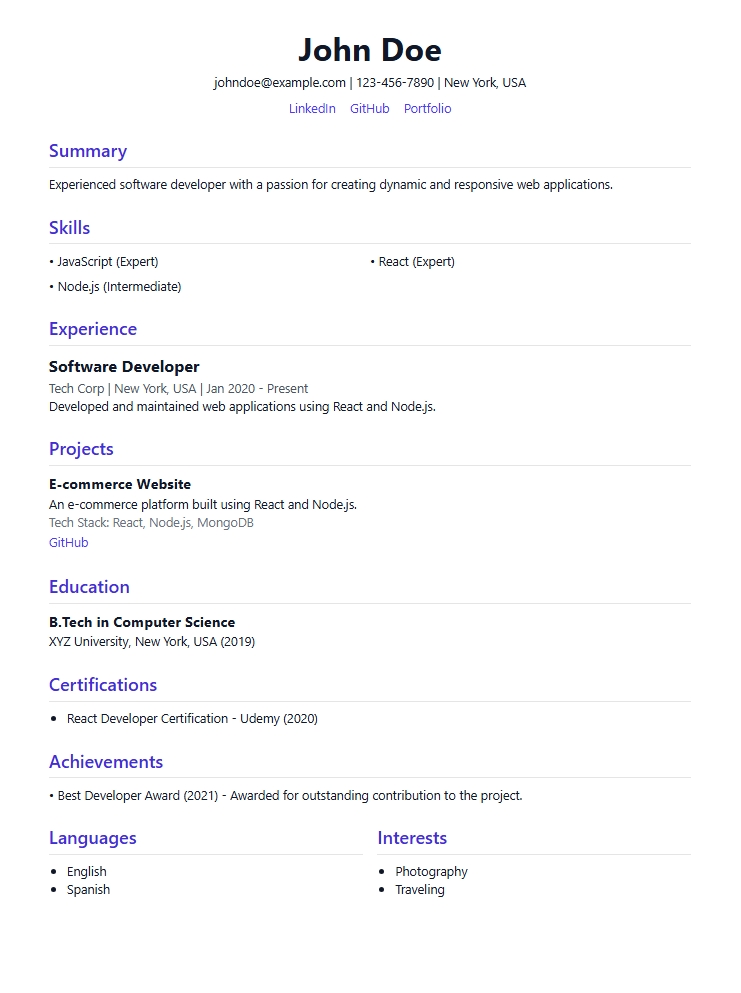 John Doe
johndoe@example.com | 123-456-7890 | New York, USA
LinkedIn GitHub Portfolio
Summary
Experienced software developer with a passion for creating dynamic and responsive web applications.
Skills
• JavaScript (Expert)
• React (Expert)
• Node.js (Intermediate)
Experience
Software Developer
Tech Corp | New York, USA | Jan 2020 - Present
Developed and maintained web applications using React and Node.js.
Projects
E-commerce Website
An e-commerce platform built using React and Node.js.
Tech Stack: React, Node.js, MongoDB
GitHub
Education
B.Tech in Computer Science
XYZ University, New York, USA (2019)
Certifications
• React Developer Certification - Udemy (2020)
Achievements
• Best Developer Award (2021) - Awarded for outstanding contribution to the project.
Languages
• English
• Spanish
Interests
• Photography
• Traveling